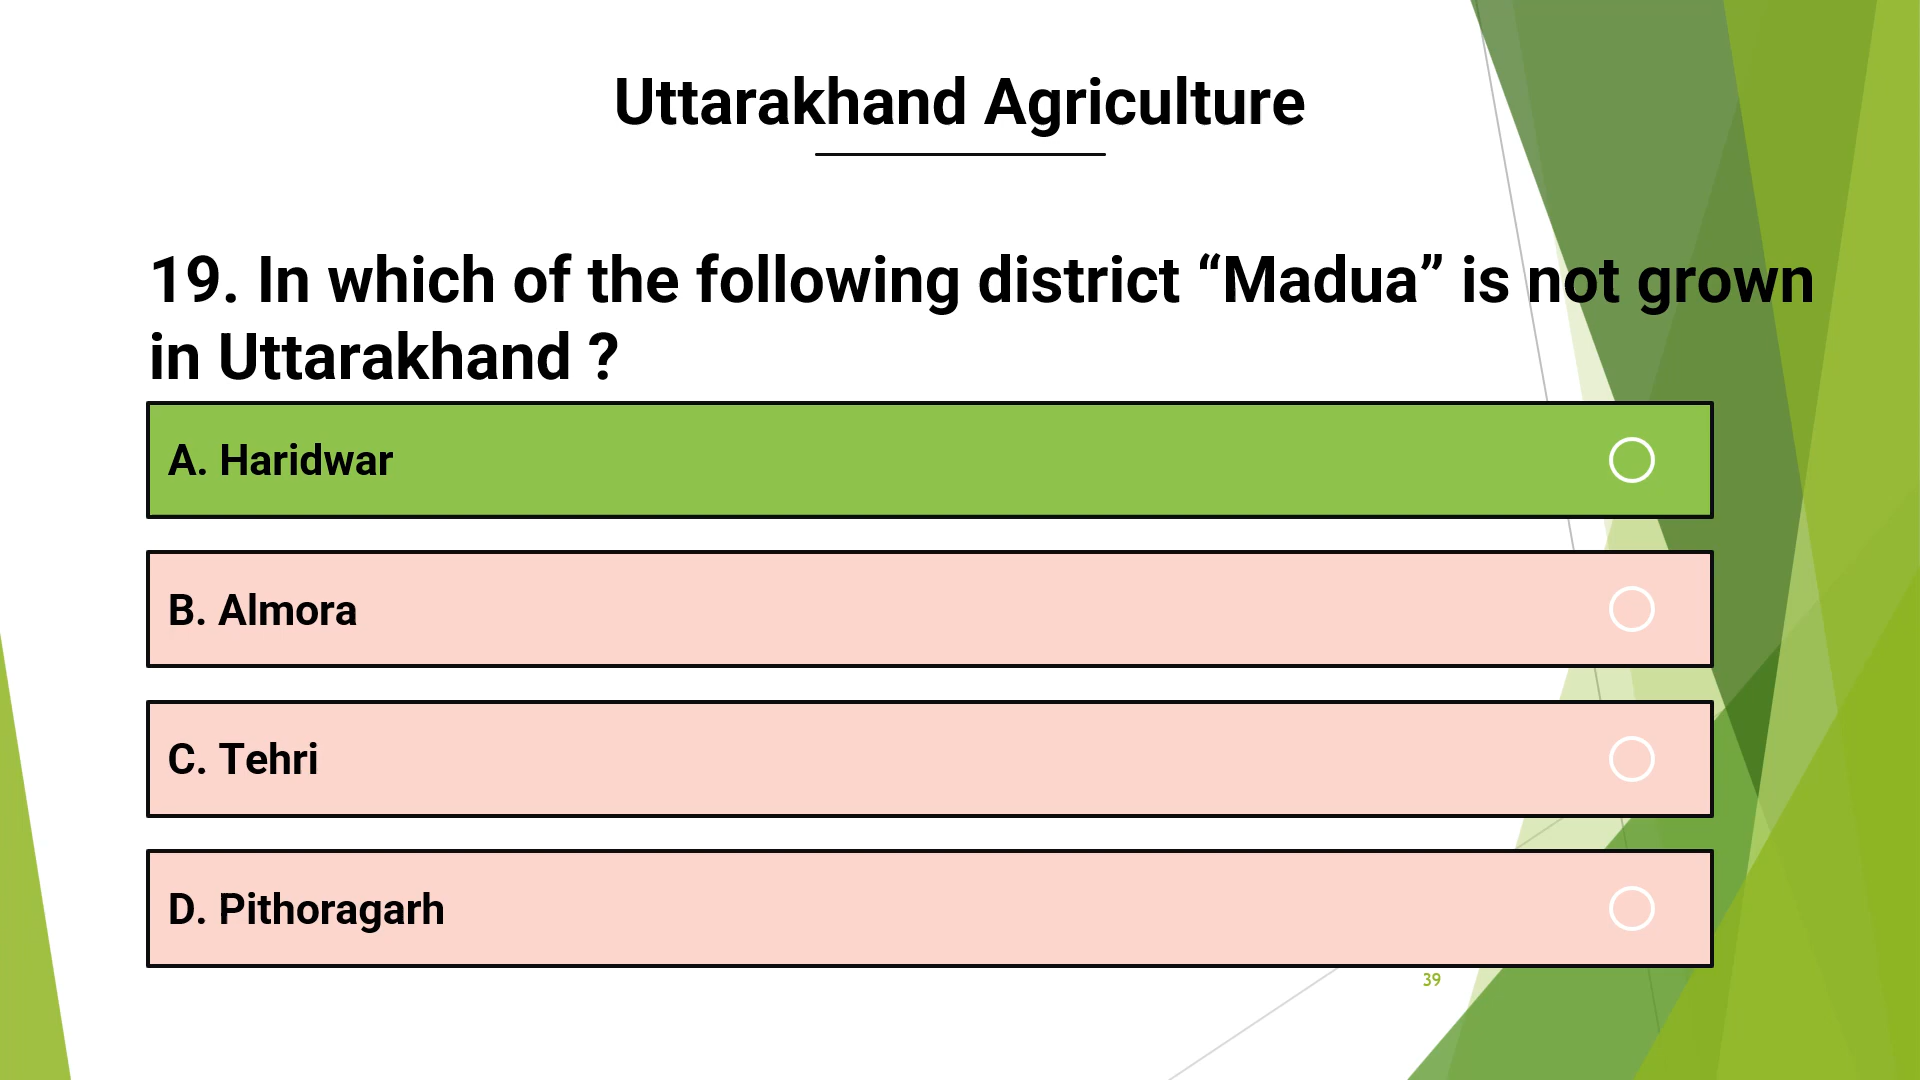 Uttarakhand Agriculture
19. In which of the following district “Madua” is not grown
in Uttarakhand ?
A. Haridwar
B. Almora
C. Tehri
D. Pithoragarh
39